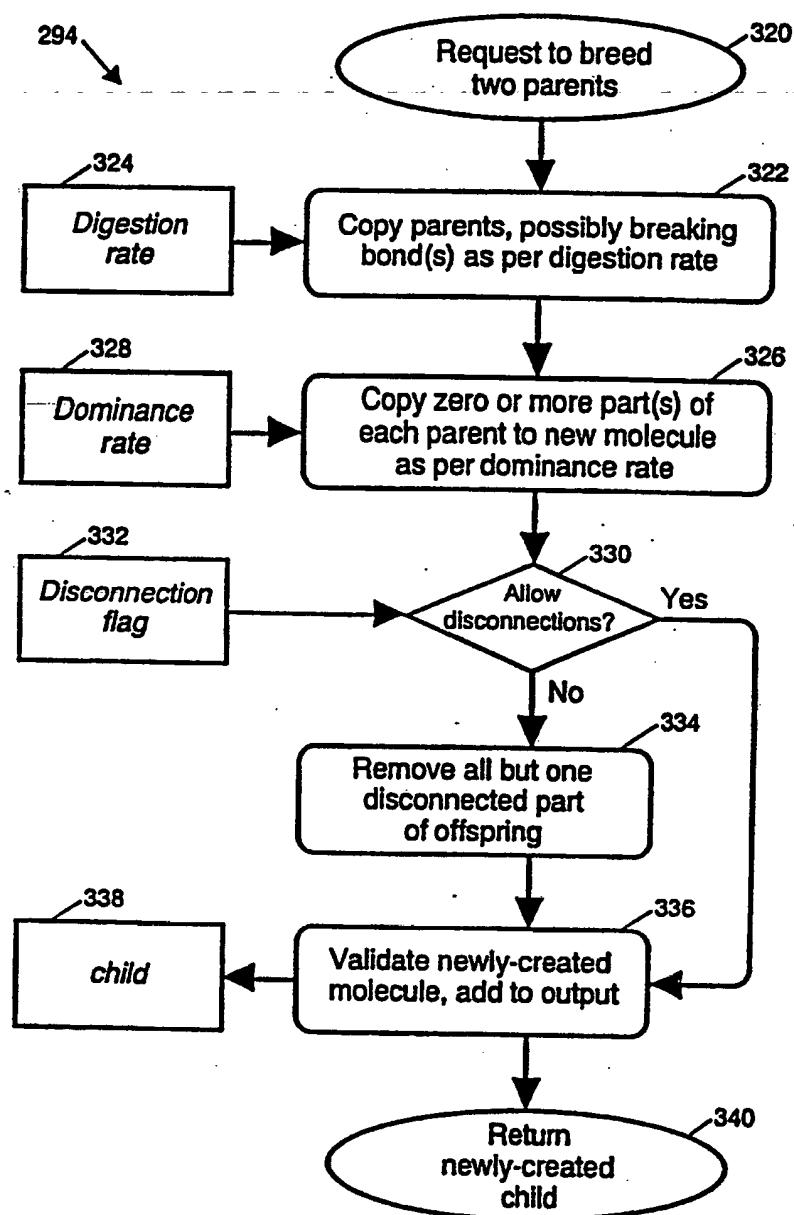 294
320
Request to breed
two parents
324
322
Digestion
rate
Copy parents, possibly breaking
bond(s) as per digestion rate
328
326
Dominance
rate
Copy zero or more part(s) of
each parent to new molecule
as per dominance rate
332
330
Disconnection
flag
Allow
disconnections?
Yes
No
334
Remove all but one
disconnected part
of offspring
338
336
child
Validate newly-created
molecule, add to output
340
Return
newly-created
child